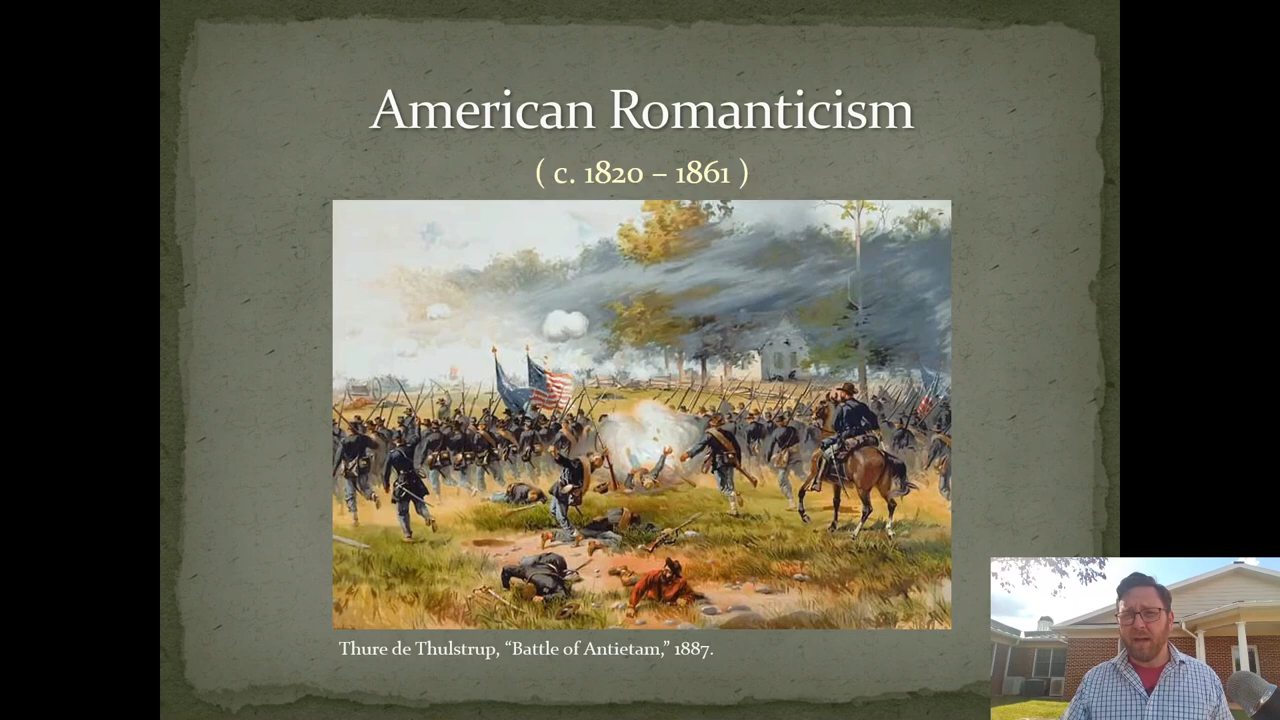 American Romanticism
( c. 1820 – 1861 )
Thure de Thulstrup, “Battle of Antietam,” 1887.